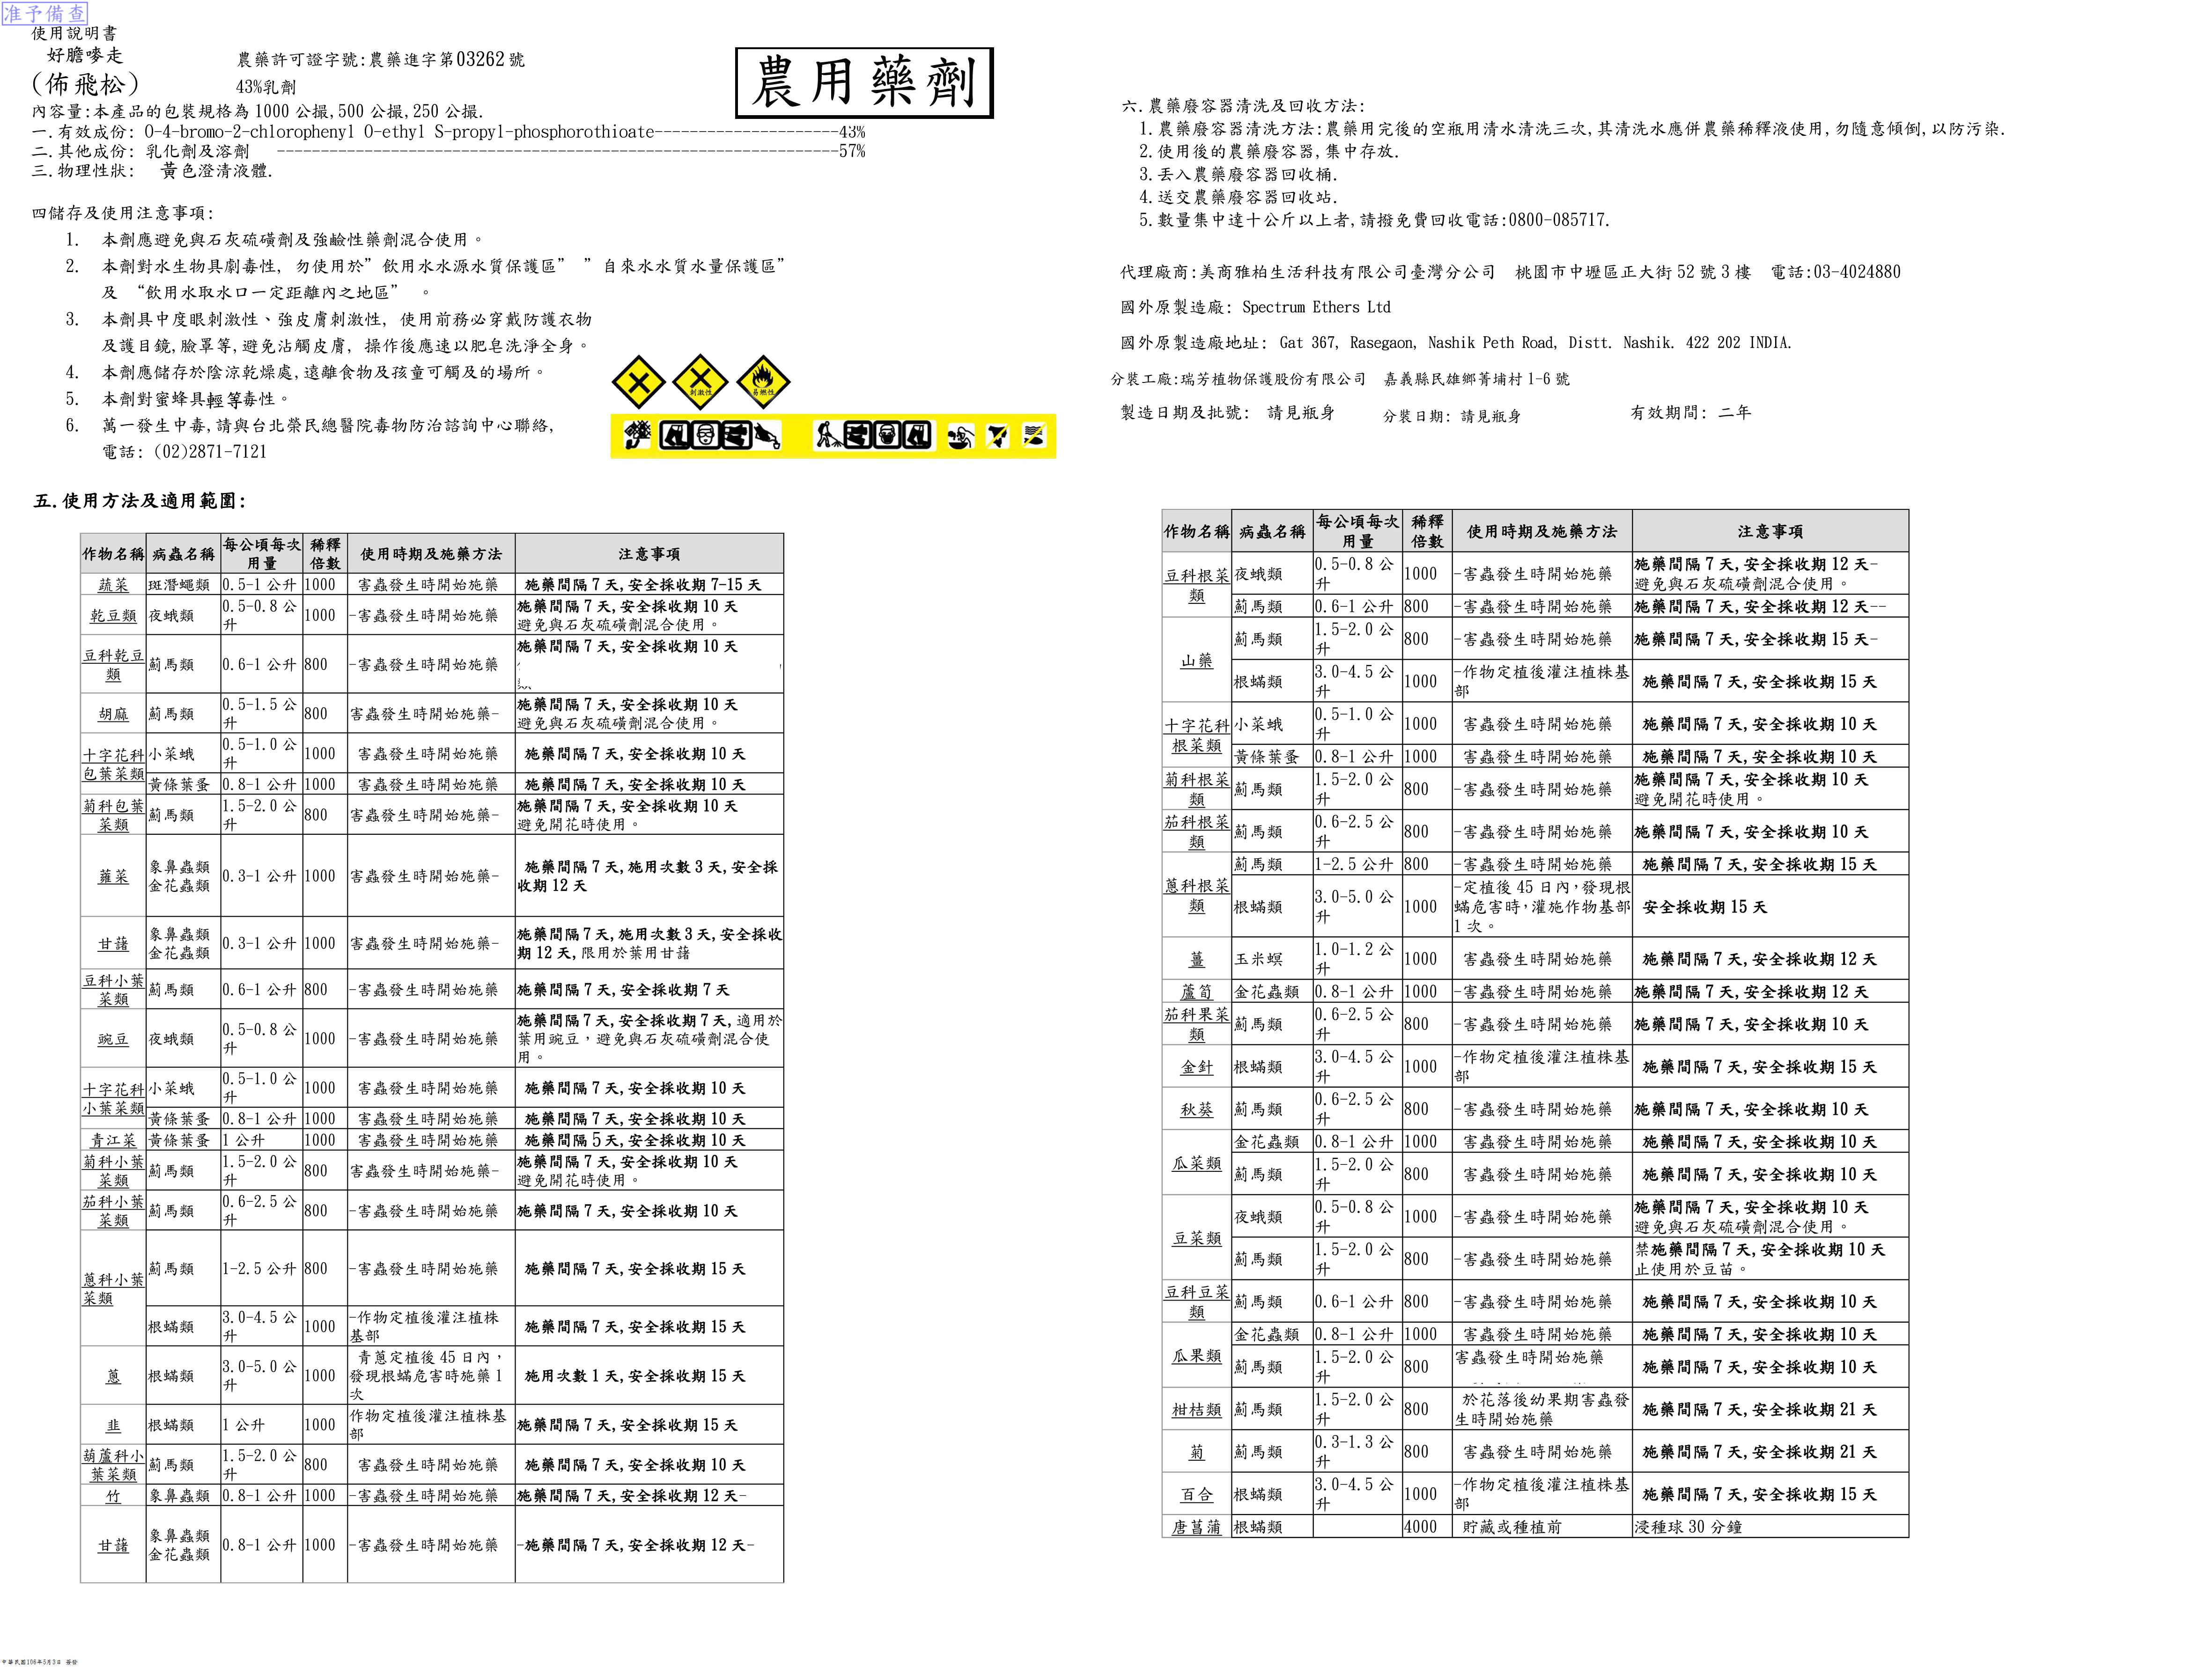 准予備查
使用說明書
好膽嘜走
農藥許可證字號:農藥進字第03262號
(佈飛松)
43%乳劑
農用藥劑
內容量:本產品的包裝規格為 1000 公撮,500 公撮,250 公撮.
一.有效成份: O-4-bromo-2-chlorophenyl O-ethyl S-propyl-phosphorothioate---------------------43%
二.其他成份: 乳化劑及溶劑 ----------------------------------------------------------------57%
三.物理性狀: 黃色澄清液體.
四儲存及使用注意事項:
1. 本劑應避免與石灰硫磺劑及強鹼性藥劑混合使用。
2. 本劑對水生物具劇毒性, 勿使用於”飲用水水源水質保護區” ”自來水水質水量保護區”
及 “飲用水取水口一定距離內之地區” 。
3. 本劑具中度眼刺激性、強皮膚刺激性, 使用前務必穿戴防護衣物
及護目鏡,臉罩等,避免沾觸皮膚, 操作後應速以肥皂洗淨全身。
4. 本劑應儲存於陰涼乾燥處,遠離食物及孩童可觸及的場所。
5. 本劑對蜜蜂具輕等毒性。
6. 萬一發生中毒,請與台北榮民總醫院毒物防治諮詢中心聯絡,
電話: (02)2871-7121
刺激性
易燃性
五.使用方法及適用範圍:
作物名稱 病蟲名稱 每公頃每次用量 稀釋倍數 使用時期及施藥方法 注意事項
蔬菜 斑潛蠅類 0.5-1 公升 1000 害蟲發生時開始施藥 施藥間隔 7 天,安全採收期 7-15 天
乾豆類 夜蛾類 0.5-0.8 公升 1000 -害蟲發生時開始施藥 施藥間隔 7 天,安全採收期 10 天
避免與石灰硫磺劑混合使用。
豆科乾豆類 薊馬類 0.6-1 公升 800 -害蟲發生時開始施藥 施藥間隔 7 天,安全採收期 10 天
胡麻 薊馬類 0.5-1.5 公升 800 害蟲發生時開始施藥- 施藥間隔 7 天,安全採收期 10 天
避免與石灰硫磺劑混合使用。
十字花科包葉菜類 小菜蛾 0.5-1.0 公升 1000 害蟲發生時開始施藥 施藥間隔 7 天,安全採收期 10 天
黃條葉蚤 0.8-1 公升 1000 害蟲發生時開始施藥 施藥間隔 7 天,安全採收期 10 天
菊科包葉菜類 薊馬類 1.5-2.0 公升 800 害蟲發生時開始施藥- 施藥間隔 7 天,安全採收期 10 天
避免開花時使用。
蕹菜 象鼻蟲類 金花蟲類 0.3-1 公升 1000 害蟲發生時開始施藥- 施藥間隔 7 天,施用次數 3 天,安全採收期 12 天
甘藷 象鼻蟲類 金花蟲類 0.3-1 公升 1000 害蟲發生時開始施藥- 施藥間隔 7 天,施用次數 3 天,安全採收期 12 天,限用於葉用甘藷
豆科小葉菜類 薊馬類 0.6-1 公升 800 -害蟲發生時開始施藥 施藥間隔 7 天,安全採收期 7 天
豌豆 夜蛾類 0.5-0.8 公升 1000 -害蟲發生時開始施藥 施藥間隔 7 天,安全採收期 7 天,適用於葉用豌豆，避免與石灰硫磺劑混合使用。
十字花科小葉菜類 小菜蛾 0.5-1.0 公升 1000 害蟲發生時開始施藥 施藥間隔 7 天,安全採收期 10 天
黃條葉蚤 0.8-1 公升 1000 害蟲發生時開始施藥 施藥間隔 7 天,安全採收期 10 天
青江菜 黃條葉蚤 1 公升 1000 害蟲發生時開始施藥 施藥間隔 5 天,安全採收期 10 天
菊科小葉菜類 薊馬類 1.5-2.0 公升 800 害蟲發生時開始施藥- 施藥間隔 7 天,安全採收期 10 天
避免開花時使用。
茄科小葉菜類 薊馬類 0.6-2.5 公升 800 -害蟲發生時開始施藥 施藥間隔 7 天,安全採收期 10 天
蔥科小葉菜類 薊馬類 1-2.5 公升 800 -害蟲發生時開始施藥 施藥間隔 7 天,安全採收期 15 天
根蟎類 3.0-4.5 公升 1000 -作物定植後灌注植株基部 施藥間隔 7 天,安全採收期 15 天
蔥 根蟎類 3.0-5.0 公升 1000 青蔥定植後 45 日內，發現根蟎危害時施藥 1 次 施用次數 1 天,安全採收期 15 天
韭 根蟎類 1 公升 1000 作物定植後灌注植株基部 施藥間隔 7 天,安全採收期 15 天
葫蘆科小葉菜類 薊馬類 1.5-2.0 公升 800 害蟲發生時開始施藥 施藥間隔 7 天,安全採收期 10 天
竹 象鼻蟲類 0.8-1 公升 1000 -害蟲發生時開始施藥 施藥間隔 7 天,安全採收期 12 天-
甘藷 象鼻蟲類 金花蟲類 0.8-1 公升 1000 -害蟲發生時開始施藥 -施藥間隔 7 天,安全採收期 12 天-
中華民國106年5月3日 簽發
六.農藥廢容器清洗及回收方法:
1.農藥廢容器清洗方法:農藥用完後的空瓶用清水清洗三次,其清洗水應併農藥稀釋液使用,勿隨意傾倒,以防污染.
2.使用後的農藥廢容器,集中存放.
3.丟入農藥廢容器回收桶.
4.送交農藥廢容器回收站.
5.數量集中達十公斤以上者,請撥免費回收電話:0800-085717.
代理廠商:美商雅柏生活科技有限公司臺灣分公司 桃園市中壢區正大街 52 號 3 樓 電話:03-4024880
國外原製造廠: Spectrum Ethers Ltd
國外原製造廠地址: Gat 367, Rasegaon, Nashik Peth Road, Distt. Nashik. 422 202 INDIA.
分裝工廠:瑞芳植物保護股份有限公司 嘉義縣民雄鄉菁埔村 1-6 號
製造日期及批號: 請見瓶身 分裝日期: 請見瓶身 有效期間: 二年
作物名稱 病蟲名稱 每公頃每次用量 稀釋倍數 使用時期及施藥方法 注意事項
豆科根菜類 夜蛾類 0.5-0.8 公升 1000 -害蟲發生時開始施藥 施藥間隔 7 天,安全採收期 12 天-
避免與石灰硫磺劑混合使用。
薊馬類 0.6-1 公升 800 -害蟲發生時開始施藥 施藥間隔 7 天,安全採收期 12 天--
山藥 薊馬類 1.5-2.0 公升 800 -害蟲發生時開始施藥 施藥間隔 7 天,安全採收期 15 天-
根蟎類 3.0-4.5 公升 1000 -作物定植後灌注植株基部 施藥間隔 7 天,安全採收期 15 天
十字花科根菜類 小菜蛾 0.5-1.0 公升 1000 害蟲發生時開始施藥 施藥間隔 7 天,安全採收期 10 天
黃條葉蚤 0.8-1 公升 1000 害蟲發生時開始施藥 施藥間隔 7 天,安全採收期 10 天
菊科根菜類 薊馬類 1.5-2.0 公升 800 -害蟲發生時開始施藥 施藥間隔 7 天,安全採收期 10 天
避免開花時使用。
茄科根菜類 薊馬類 0.6-2.5 公升 800 -害蟲發生時開始施藥 施藥間隔 7 天,安全採收期 10 天
蔥科根菜類 薊馬類 1-2.5 公升 800 -害蟲發生時開始施藥 施藥間隔 7 天,安全採收期 15 天
根蟎類 3.0-5.0 公升 1000 -定植後 45 日內，發現根蟎危害時，灌施作物基部 1 次。 安全採收期 15 天
薑 玉米螟 1.0-1.2 公升 1000 害蟲發生時開始施藥 施藥間隔 7 天,安全採收期 12 天
蘆筍 金花蟲類 0.8-1 公升 1000 -害蟲發生時開始施藥 施藥間隔 7 天,安全採收期 12 天
茄科果菜類 薊馬類 0.6-2.5 公升 800 -害蟲發生時開始施藥 施藥間隔 7 天,安全採收期 10 天
金針 根蟎類 3.0-4.5 公升 1000 -作物定植後灌注植株基部 施藥間隔 7 天,安全採收期 15 天
秋葵 薊馬類 0.6-2.5 公升 800 -害蟲發生時開始施藥 施藥間隔 7 天,安全採收期 10 天
瓜菜類 金花蟲類 0.8-1 公升 1000 害蟲發生時開始施藥 施藥間隔 7 天,安全採收期 10 天
薊馬類 1.5-2.0 公升 800 害蟲發生時開始施藥 施藥間隔 7 天,安全採收期 10 天
豆菜類 夜蛾類 0.5-0.8 公升 1000 -害蟲發生時開始施藥 施藥間隔 7 天,安全採收期 10 天
避免與石灰硫磺劑混合使用。
薊馬類 1.5-2.0 公升 800 -害蟲發生時開始施藥 禁施藥間隔 7 天,安全採收期 10 天
止使用於豆苗。
豆科豆菜類 薊馬類 0.6-1 公升 800 -害蟲發生時開始施藥 施藥間隔 7 天,安全採收期 10 天
瓜果類 金花蟲類 0.8-1 公升 1000 害蟲發生時開始施藥 施藥間隔 7 天,安全採收期 10 天
薊馬類 1.5-2.0 公升 800 害蟲發生時開始施藥 施藥間隔 7 天,安全採收期 10 天
柑桔類 薊馬類 1.5-2.0 公升 800 於花落後幼果期害蟲發生時開始施藥 施藥間隔 7 天,安全採收期 21 天
菊 薊馬類 0.3-1.3 公升 800 害蟲發生時開始施藥 施藥間隔 7 天,安全採收期 21 天
百合 根蟎類 3.0-4.5 公升 1000 -作物定植後灌注植株基部 施藥間隔 7 天,安全採收期 15 天
唐菖蒲 根蟎類 4000 貯藏或種植前 浸種球 30 分鐘